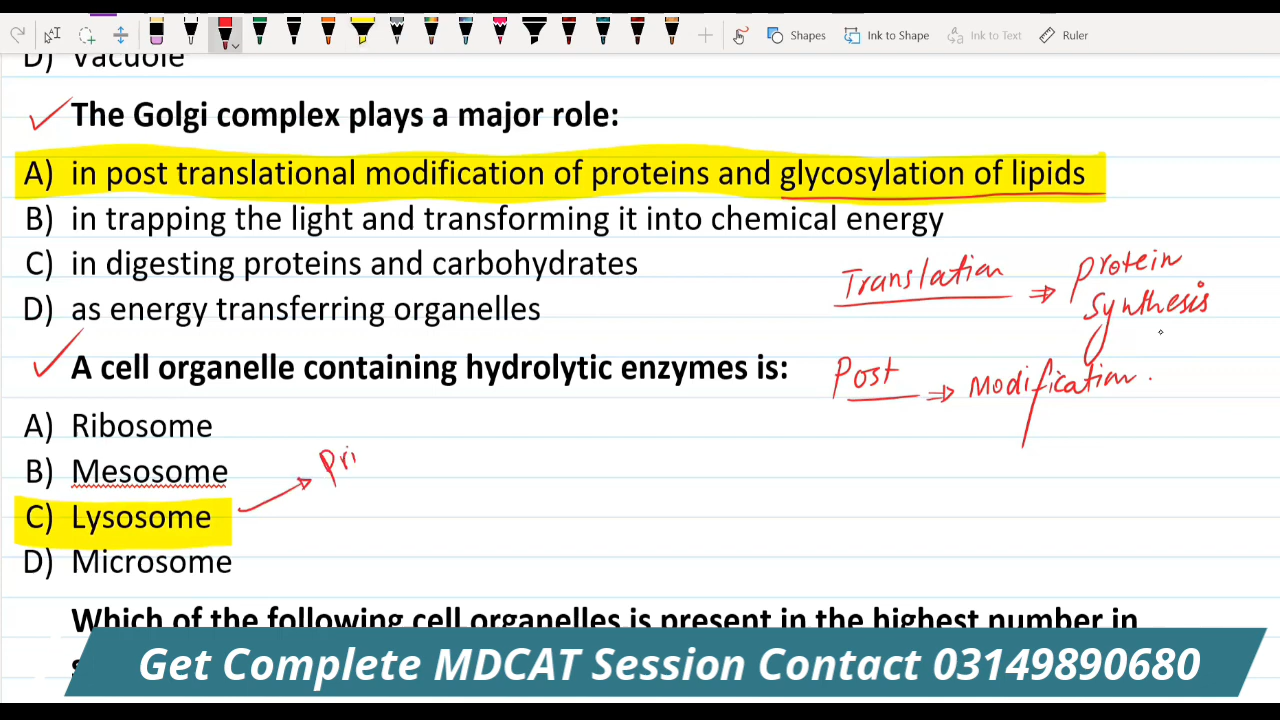 Shapes
Ink to Shape
Ink to Text
Ruler
D) Vacuole
The Golgi complex plays a major role:
A) in post translational modification of proteins and glycosylation of lipids
B) in trapping the light and transforming it into chemical energy
C) in digesting proteins and carbohydrates
D) as energy transferring organelles
Translation ⇒ Protein
Synthesis
A cell organelle containing hydrolytic enzymes is:
Post ⇒ Modification.
A) Ribosome
B) Mesosome
Pri
C) Lysosome
D) Microsome
Which of the following cell organelles is present in the highest number in
Get Complete MDCAT Session Contact 03149890680